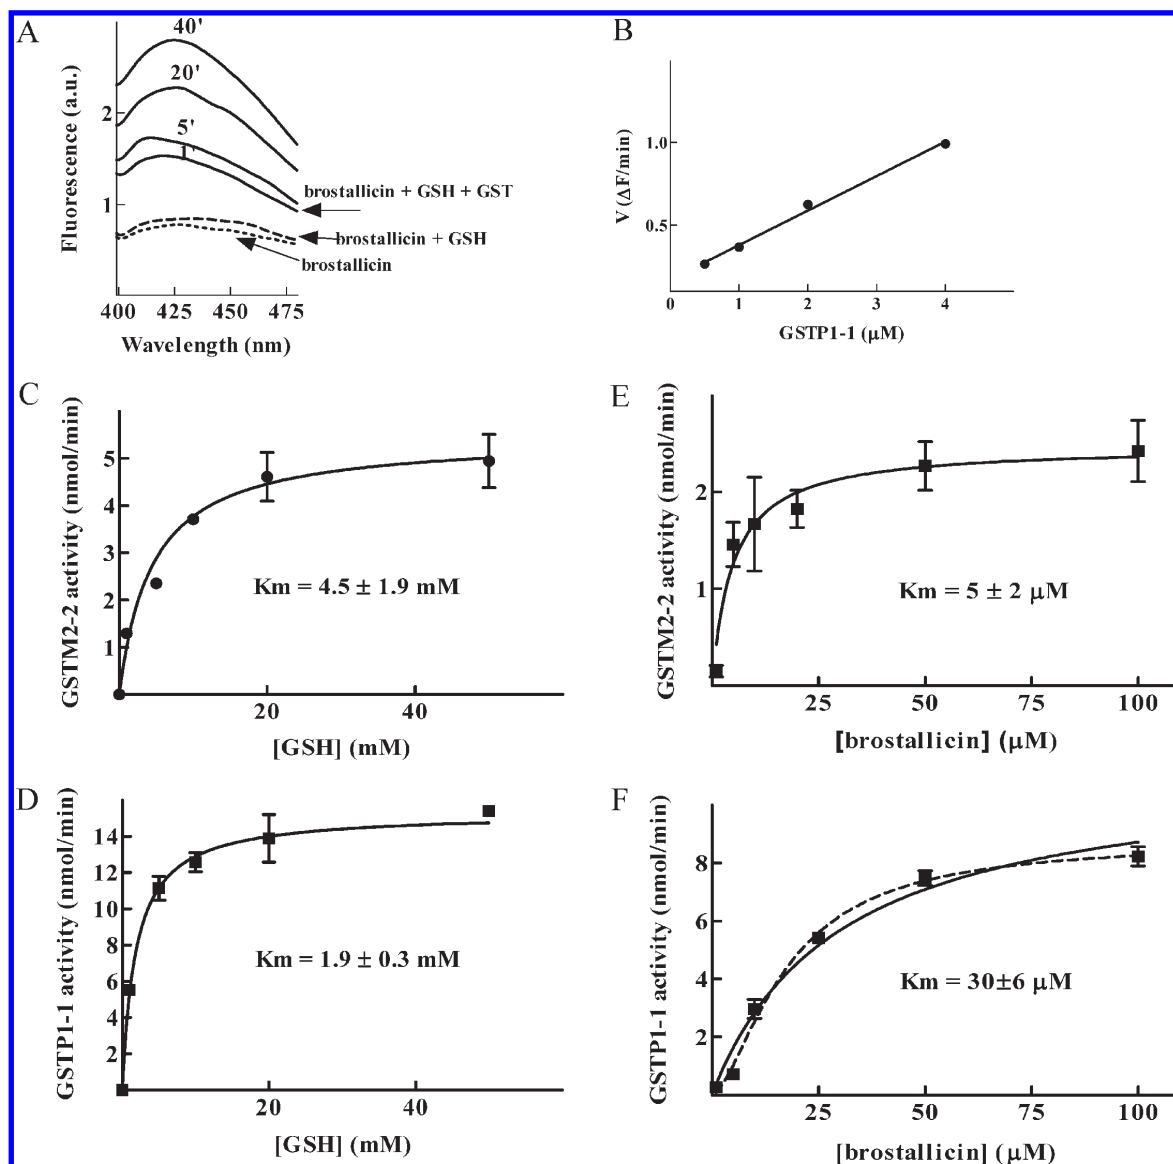 A
Fluorescence (a.u.)
2
1
40'
20'
5'
1'
brostallicin + GSH + GST
brostallicin + GSH
brostallicin
400 425 450 475
Wavelength (nm)
B
V (ΔF/min)
1.0
0.5
0 1 2 3 4
GSTP1-1 (μM)
C
GSTM2-2 activity (nmol/min)
5
4
3
2
1
Km = 4.5 ± 1.9 mM
20 40
[GSH] (mM)
E
GSTM2-2 activity (nmol/min)
2
1
Km = 5 ± 2 μM
25 50 75 100
[brostallicin] (μM)
D
GSTP1-1 activity (nmol/min)
14
12
10
8
6
4
2
Km = 1.9 ± 0.3 mM
20 40
[GSH] (mM)
F
GSTP1-1 activity (nmol/min)
8
6
4
2
Km = 30±6 μM
25 50 75 100
[brostallicin] (μM)